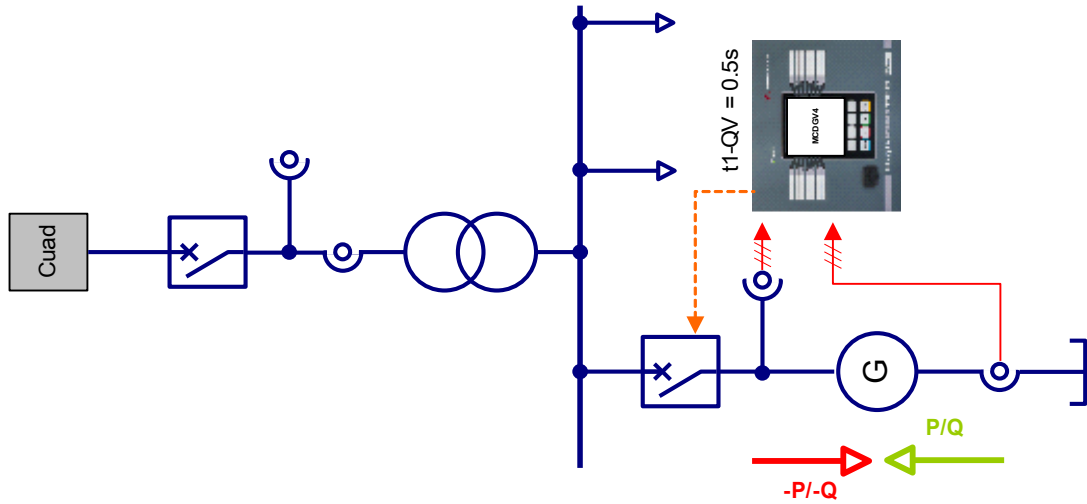 Cuad
t1-QV = 0.5s
MCDGV4
G
P/Q
-P/-Q